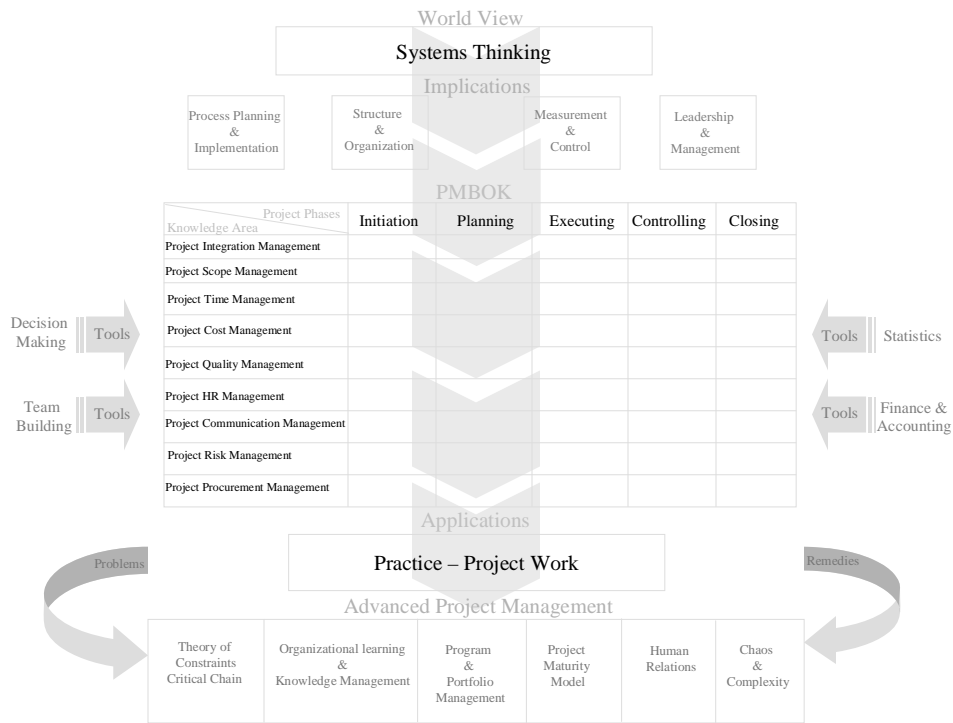 World View
Systems Thinking
Implications
Process Planning
&
Implementation
Structure
&
Organization
Measurement
&
Control
Leadership
&
Management
PMBOK
Project Phases
Knowledge Area
Initiation
Planning
Executing
Controlling
Closing
Project Integration Management
Project Scope Management
Project Time Management
Project Cost Management
Project Quality Management
Project HR Management
Project Communication Management
Project Risk Management
Project Procurement Management
Decision
Making
Tools
Team
Building
Tools
Tools
Statistics
Tools
Finance &
Accounting
Applications
Practice – Project Work
Problems
Remedies
Advanced Project Management
Theory of
Constraints
Critical Chain
Organizational learning
&
Knowledge Management
Program
&
Portfolio
Management
Project
Maturity
Model
Human
Relations
Chaos
&
Complexity